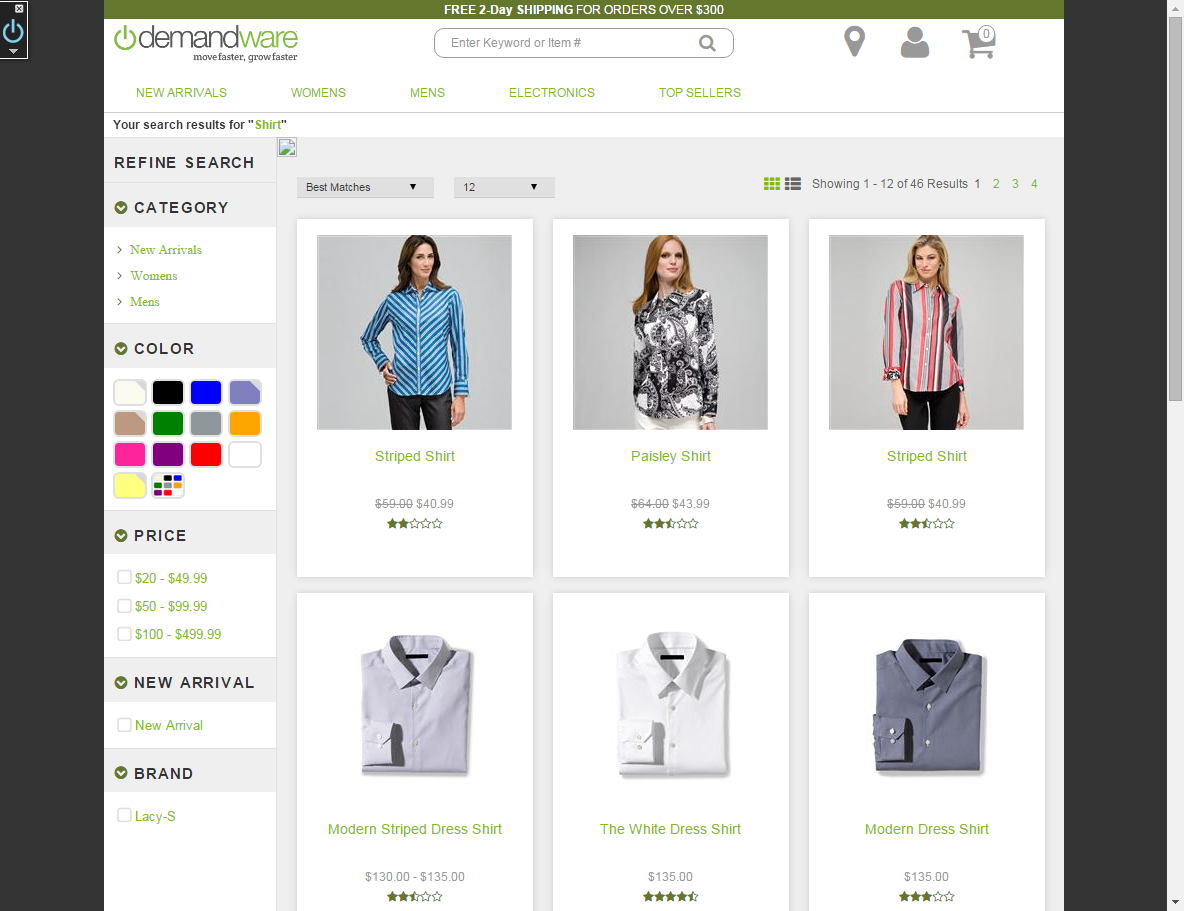 FREE 2-Day SHIPPING FOR ORDERS OVER $300
demandware
move faster, grow faster
Enter Keyword or Item #
0
NEW ARRIVALS WOMENS MENS ELECTRONICS TOP SELLERS
Your search results for "Shirt"
REFINE SEARCH
CATEGORY
New Arrivals
Womens
Mens
COLOR
PRICE
$20 - $49.99
$50 - $99.99
$100 - $499.99
NEW ARRIVAL
New Arrival
BRAND
Lacy-S
Best Matches 12 Showing 1 - 12 of 46 Results 1 2 3 4
Striped Shirt Paisley Shirt Striped Shirt
$59.00 $40.99 $64.00 $43.99 $59.00 $40.99
Modern Striped Dress Shirt The White Dress Shirt Modern Dress Shirt
$130.00 - $135.00 $135.00 $135.00